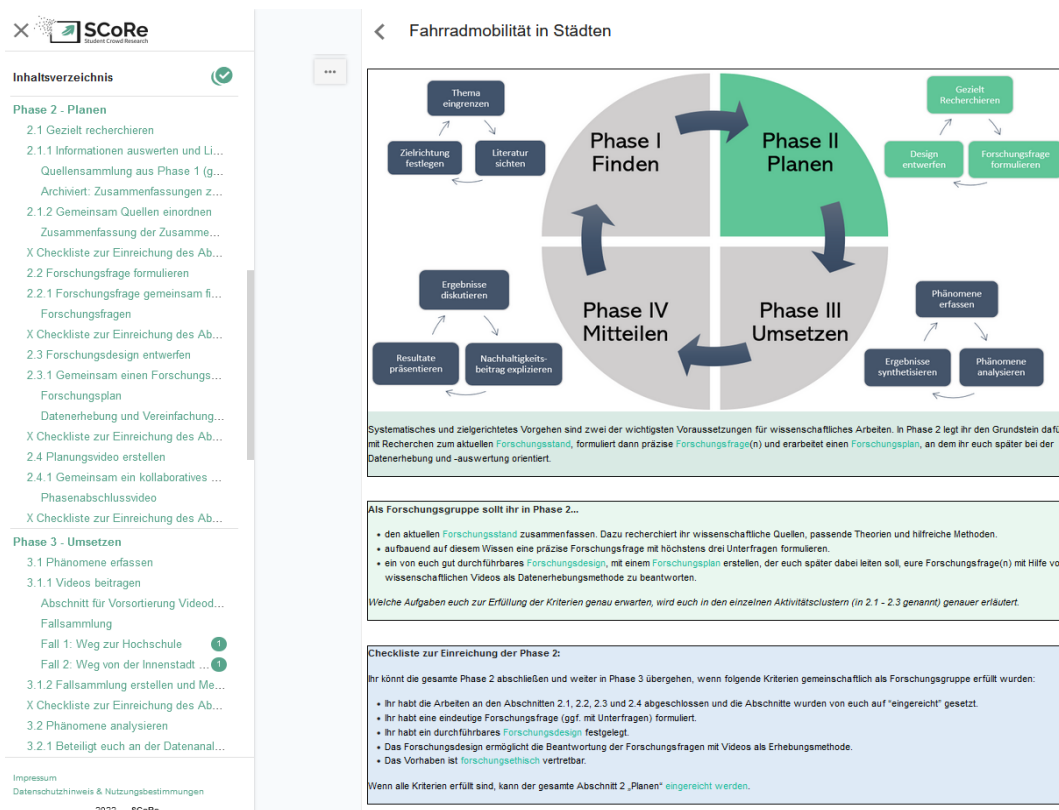 SCoRe
Student Crowd Research
Fahrradmobilität in Städten
Inhaltsverzeichnis
Phase 2 - Planen
2.1 Gezielt recherchieren
2.1.1 Informationen auswerten und Li...
Quellensammlung aus Phase 1 (g...
Archiviert: Zusammenfassungen z...
2.1.2 Gemeinsam Quellen einordnen
Zusammenfassung der Zusamme...
X Checkliste zur Einreichung des Ab...
2.2 Forschungsfrage formulieren
2.2.1 Forschungsfrage gemeinsam fi...
Forschungsfragen
X Checkliste zur Einreichung des Ab...
2.3 Forschungsdesign entwerfen
2.3.1 Gemeinsam einen Forschungs...
Forschungsplan
Datenerhebung und Vereinfachung...
X Checkliste zur Einreichung des Ab...
2.4 Planungsvideo erstellen
2.4.1 Gemeinsam ein kollaboratives ...
Phasenabschlussvideo
X Checkliste zur Einreichung des Ab...
Phase 3 - Umsetzen
3.1 Phänomene erfassen
3.1.1 Videos beitragen
Abschnitt für Vorsortierung Videod...
Fallsammlung
Fall 1: Weg zur Hochschule 1
Fall 2: Weg von der Innenstadt ... 1
3.1.2 Fallsammlung erstellen und Me...
X Checkliste zur Einreichung des Ab...
3.2 Phänomene analysieren
3.2.1 Beteiligt euch an der Datenanal...
Impressum
Datenschutzhinweis & Nutzungsbestimmungen
2022 SCoRe
...
Thema
eingrenzen
Zielrichtung
festlegen
Literatur
sichten
Phase I
Finden
Phase II
Planen
Gezielt
Recherchieren
Design
entwerfen
Forschungsfrage
formulieren
Ergebnisse
diskutieren
Resultate
präsentieren
Nachhaltigkeits-
beitrag explizieren
Phase IV
Mitteilen
Phase III
Umsetzen
Phänomene
erfassen
Ergebnisse
synthetisieren
Phänomene
analysieren
Systematisches und zielgerichtetes Vorgehen sind zwei der wichtigsten Voraussetzungen für wissenschaftliches Arbeiten. In Phase 2 legt ihr den Grundstein dafü
mit Recherchen zum aktuellen Forschungsstand, formuliert dann präzise Forschungsfrage(n) und erarbeitet einen Forschungsplan, an dem ihr euch später bei der
Datenerhebung und -auswertung orientiert.
Als Forschungsgruppe sollt ihr in Phase 2...
• den aktuellen Forschungsstand zusammenfassen. Dazu recherchiert ihr wissenschaftliche Quellen, passende Theorien und hilfreiche Methoden.
• aufbauend auf diesem Wissen eine präzise Forschungsfrage mit höchstens drei Unterfragen formulieren.
• ein von euch gut durchführbares Forschungsdesign, mit einem Forschungsplan erstellen, der euch später dabei leiten soll, eure Forschungsfrage(n) mit Hilfe vo
wissenschaftlichen Videos als Datenerhebungsmethode zu beantworten.
Welche Aufgaben euch zur Erfüllung der Kriterien genau erwarten, wird euch in den einzelnen Aktivitätsclustern (in 2.1 - 2.3 genannt) genauer erläutert.
Checkliste zur Einreichung der Phase 2:
Ihr könnt die gesamte Phase 2 abschließen und weiter in Phase 3 übergehen, wenn folgende Kriterien gemeinschaftlich als Forschungsgruppe erfüllt wurden:
• Ihr habt die Arbeiten an den Abschnitten 2.1, 2.2, 2.3 und 2.4 abgeschlossen und die Abschnitte wurden von euch auf "eingereicht" gesetzt.
• Ihr habt eine eindeutige Forschungsfrage (ggf. mit Unterfragen) formuliert.
• Ihr habt ein durchführbares Forschungsdesign festgelegt.
• Das Forschungsdesign ermöglicht die Beantwortung der Forschungsfragen mit Videos als Erhebungsmethode.
• Das Vorhaben ist forschungsethisch vertretbar.
Wenn alle Kriterien erfüllt sind, kann der gesamte Abschnitt 2 „Planen" eingereicht werden.